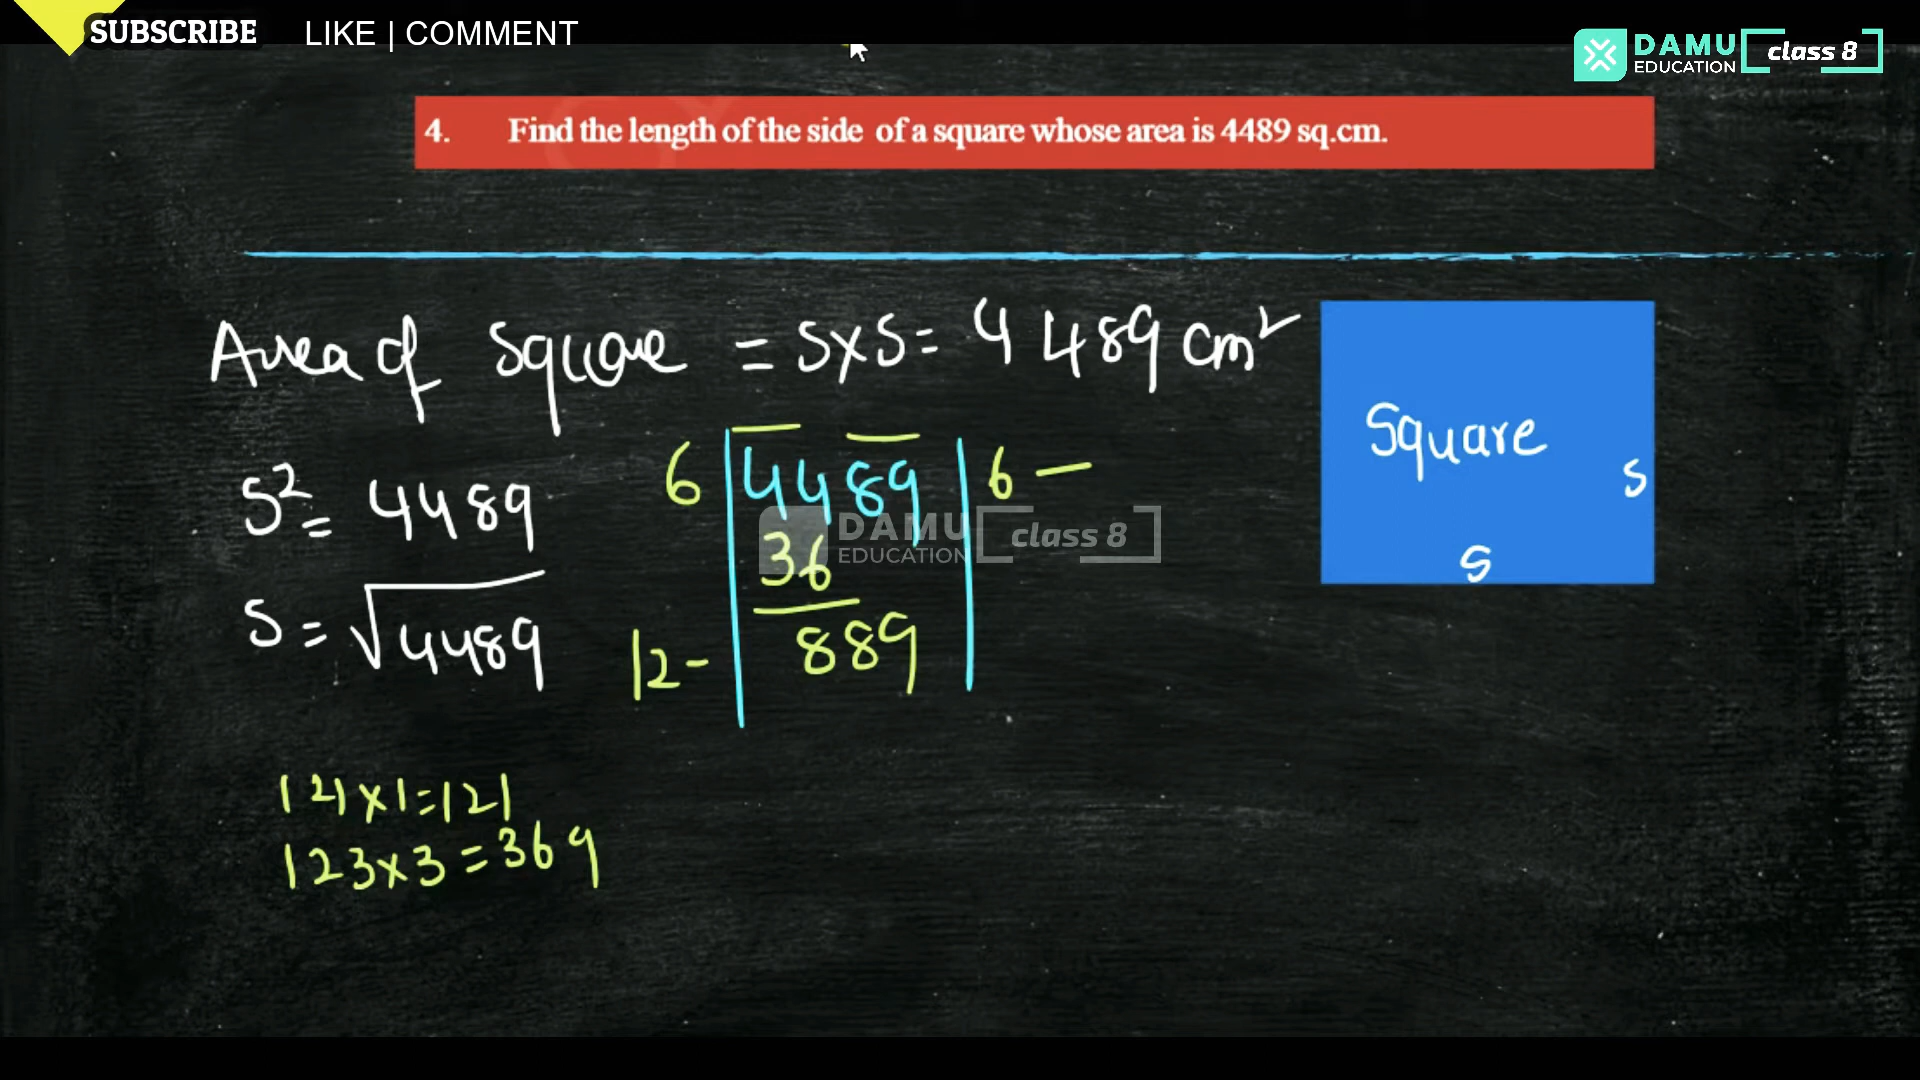 SUBSCRIBE LIKE | COMMENT
DAMU EDUCATION class 8
4. Find the length of the side of a square whose area is 4489 sq.cm.
Area of Square = S×S= 4489 cm²
S² = 4489
S = √4489
6 4489 6 —
36
12- 889
121×1=121
123×3=369
Square
S
S
DAMU EDUCATION class 8